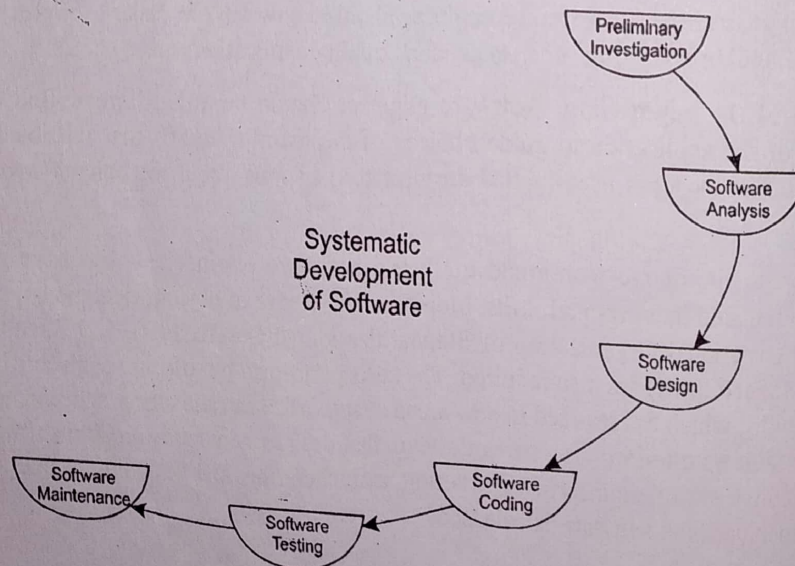 Preliminary
Investigation
Software
Analysis
Systematic
Development
of Software
Software
Design
Software
Coding
Software
Testing
Software
Maintenance